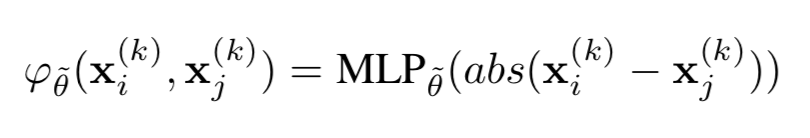 φ_θ̃(x_i^(k), x_j^(k)) = MLP_θ̃(abs(x_i^(k) − x_j^(k)))